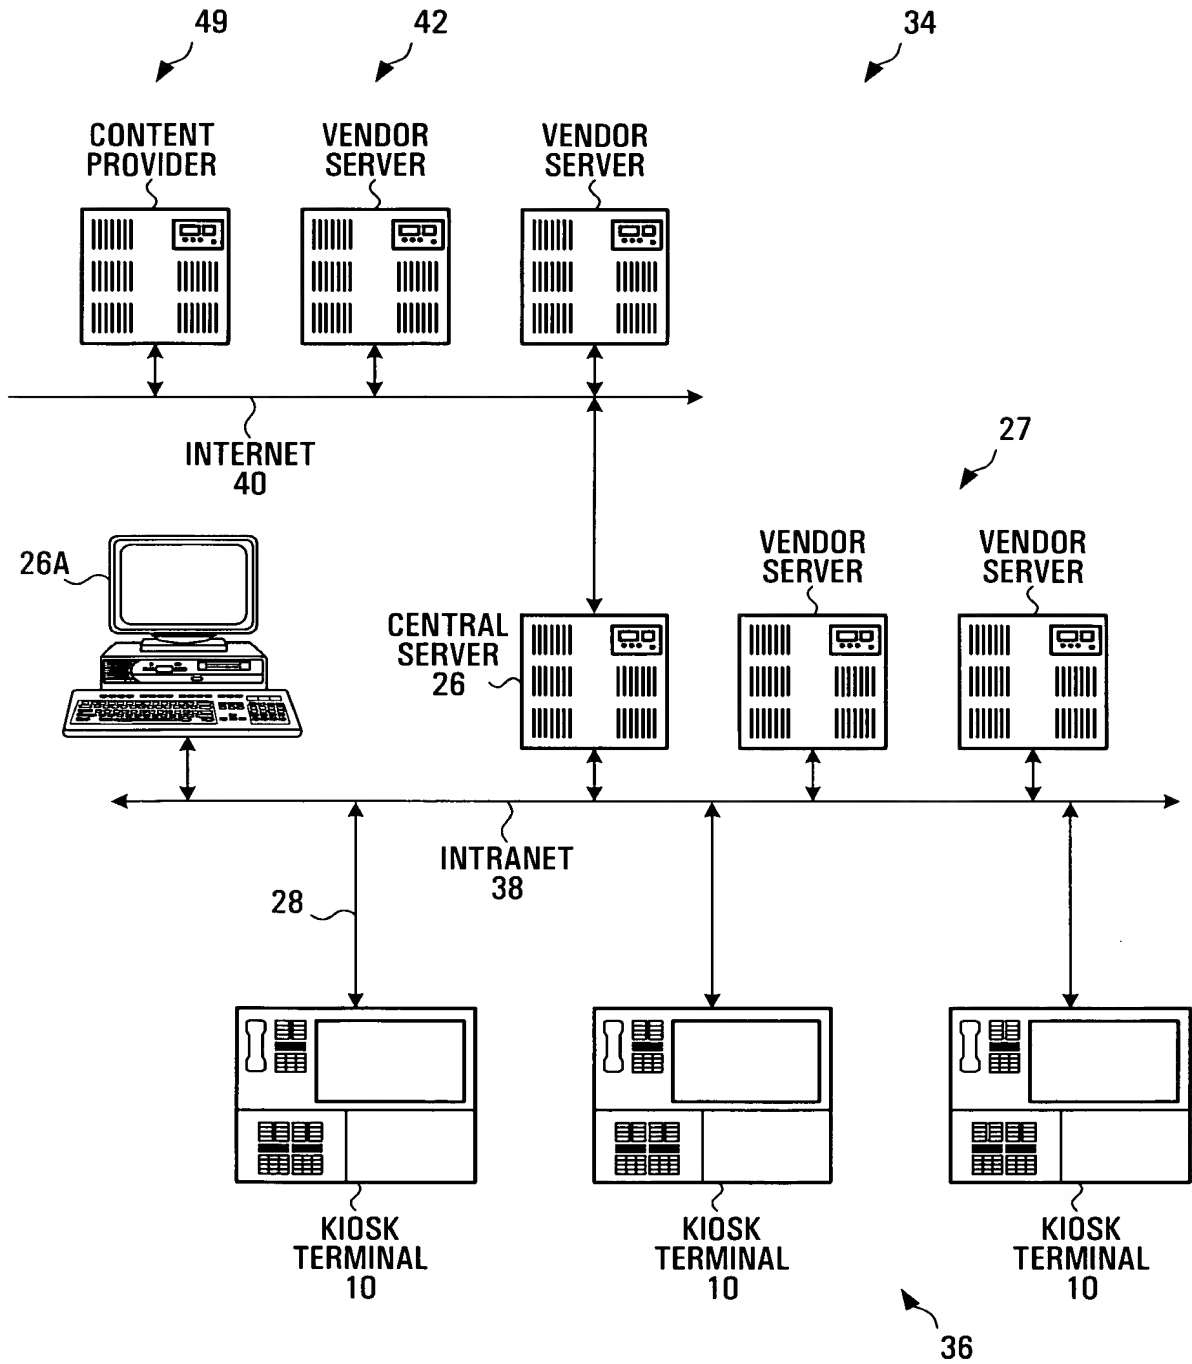 49
42
34
CONTENT
PROVIDER
VENDOR
SERVER
VENDOR
SERVER
INTERNET
40
27
26A
CENTRAL
SERVER
26
VENDOR
SERVER
VENDOR
SERVER
INTRANET
38
28
KIOSK
TERMINAL
10
KIOSK
TERMINAL
10
KIOSK
TERMINAL
10
36